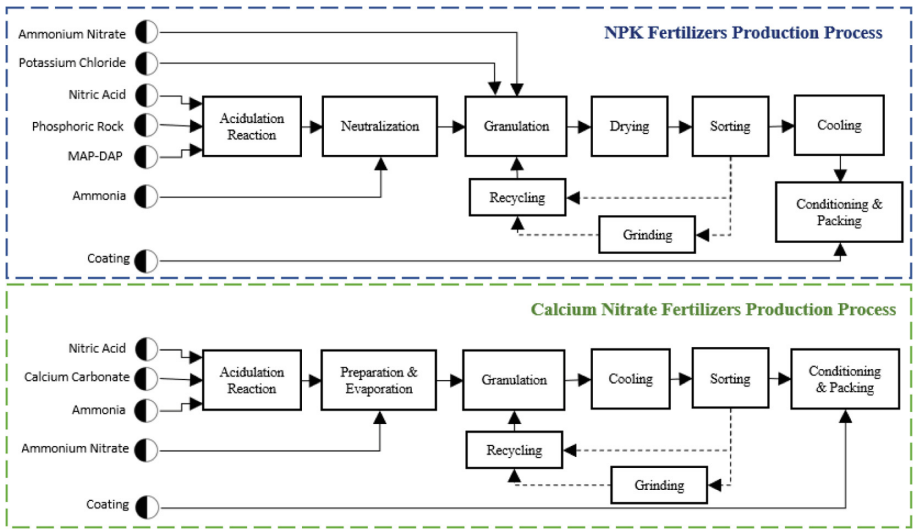 NPK Fertilizers Production Process
Ammonium Nitrate
Potassium Chloride
Nitric Acid
Phosphoric Rock
MAP-DAP
Ammonia
Coating
Acidulation
Reaction
Neutralization
Granulation
Drying
Sorting
Cooling
Recycling
Grinding
Conditioning &
Packing
Calcium Nitrate Fertilizers Production Process
Nitric Acid
Calcium Carbonate
Ammonia
Ammonium Nitrate
Coating
Acidulation
Reaction
Preparation &
Evaporation
Granulation
Cooling
Sorting
Conditioning
& Packing
Recycling
Grinding